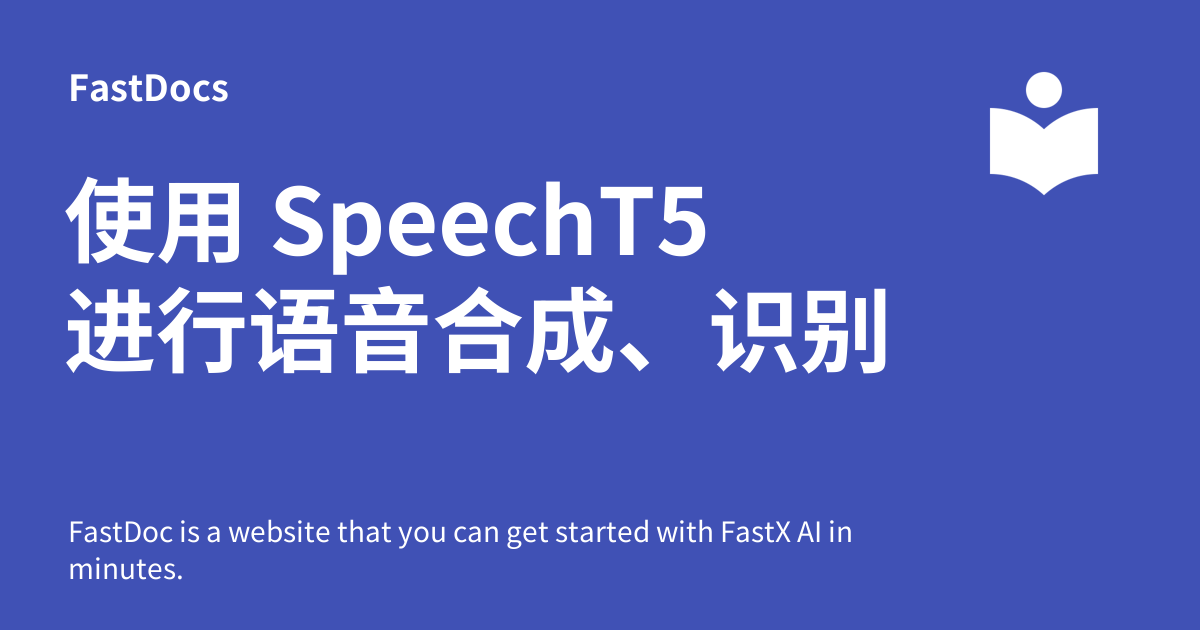 FastDocs
使用 SpeechT5
进行语音合成、识别
FastDoc is a website that you can get started with FastX AI in
minutes.